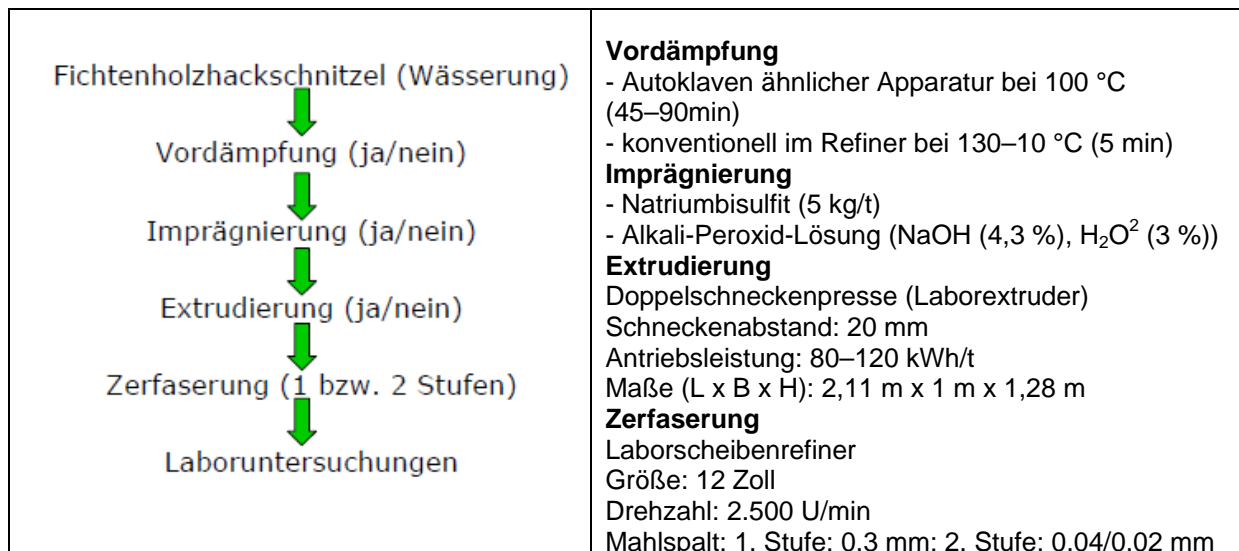 Fichtenholzhackschnitzel (Wässerung)
Vordämpfung (ja/nein)
Imprägnierung (ja/nein)
Extrudierung (ja/nein)
Zerfaserung (1 bzw. 2 Stufen)
Laboruntersuchungen
Vordämpfung
- Autoklaven ähnlicher Apparatur bei 100 °C
(45–90min)
- konventionell im Refiner bei 130–10 °C (5 min)
Imprägnierung
- Natriumbisulfit (5 kg/t)
- Alkali-Peroxid-Lösung (NaOH (4,3 %), H₂O² (3 %))
Extrudierung
Doppelschneckenpresse (Laborextruder)
Schneckenabstand: 20 mm
Antriebsleistung: 80–120 kWh/t
Maße (L x B x H): 2,11 m x 1 m x 1,28 m
Zerfaserung
Laborscheibenrefiner
Größe: 12 Zoll
Drehzahl: 2.500 U/min
Mahlspalt: 1. Stufe: 0,3 mm; 2. Stufe: 0,04/0,02 mm